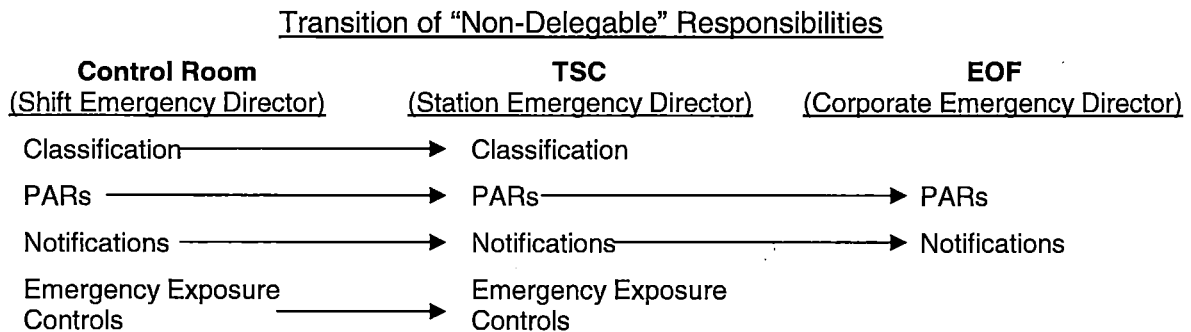 Transition of “Non-Delegable” Responsibilities
Control Room TSC EOF
(Shift Emergency Director) (Station Emergency Director) (Corporate Emergency Director)
Classification Classification
PARs PARs PARs
Notifications Notifications Notifications
Emergency Exposure Emergency Exposure
Controls Controls